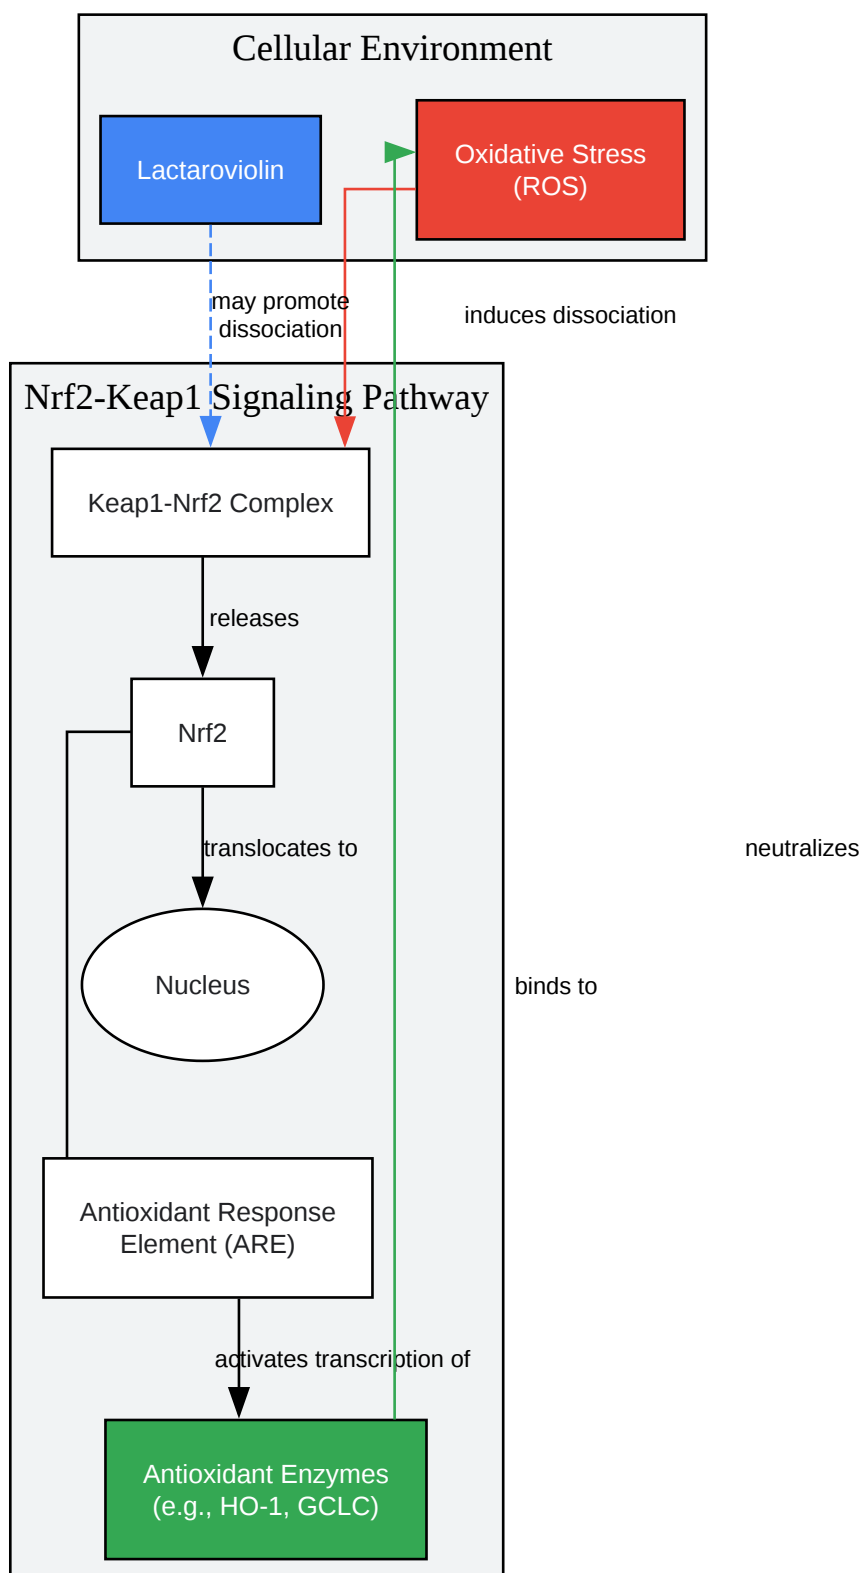 Cellular Environment
Lactaroviolin
Oxidative Stress
(ROS)
may promote
dissociation
induces dissociation
Nrf2-Keap1 Signaling Pathway
Keap1-Nrf2 Complex
releases
Nrf2
translocates to
neutralizes
Nucleus
binds to
Antioxidant Response
Element (ARE)
activates transcription of
Antioxidant Enzymes
(e.g., HO-1, GCLC)